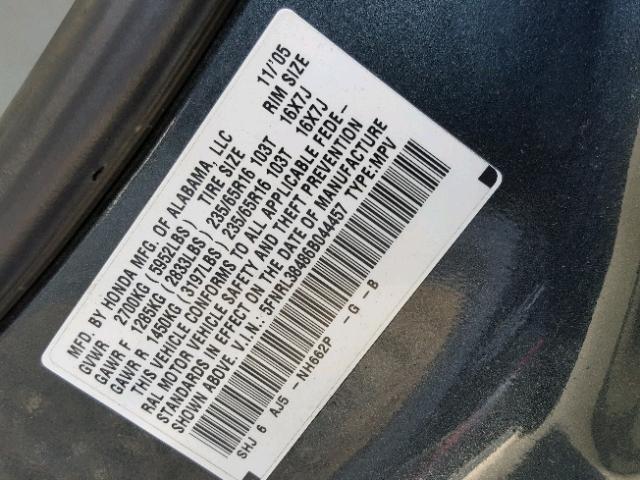 MFD. BY HONDA MFG. OF ALABAMA, LLC 11/'05
GVWR 2700KG (5952LBS) TIRE SIZE RIM SIZE
GAWR F 1285KG (2833LBS) 235/65R16 103T 16X7J
GAWR R 1450KG (3197LBS) 235/65R16 103T 16X7J
THIS VEHICLE CONFORMS TO ALL APPLICABLE FEDE-
RAL MOTOR VEHICLE SAFETY AND THEFT PREVENTION
STANDARDS IN EFFECT ON THE DATE OF MANUFACTURE
SHOWN ABOVE. V.I.N.: 5FNRL38486B044457 TYPE:MPV
SHJ 6 AJ5 -NH662P -G -B